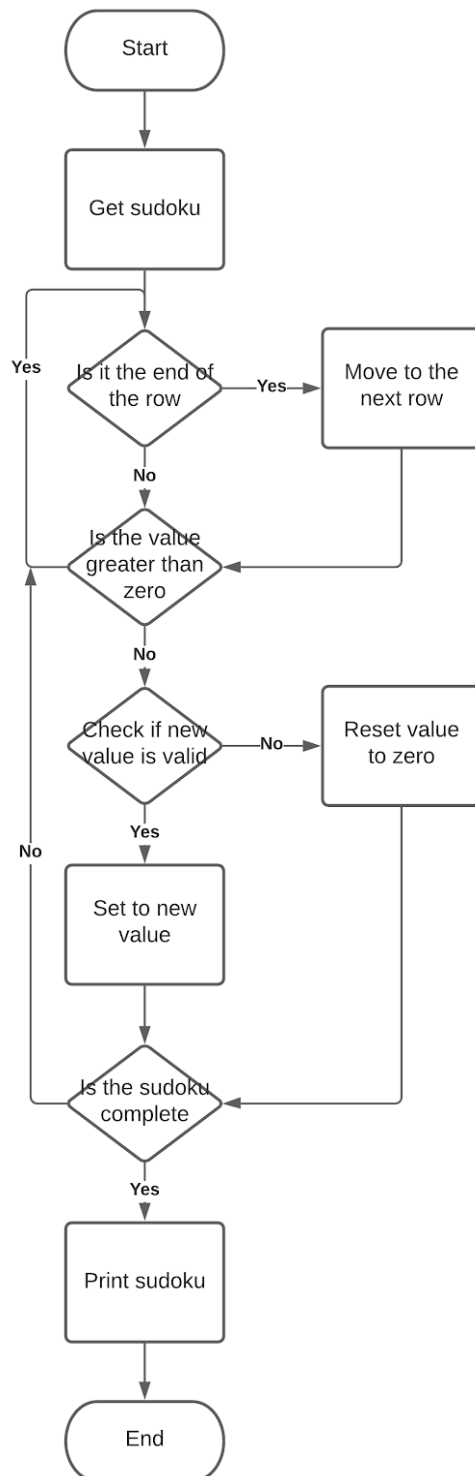 Start
Get sudoku
Yes
Is it the end of
the row
Yes
Move to the
next row
No
Is the value
greater than
zero
No
Check if new
value is valid
No
Reset value
to zero
Yes
No
Set to new
value
Is the sudoku
complete
Yes
Print sudoku
End